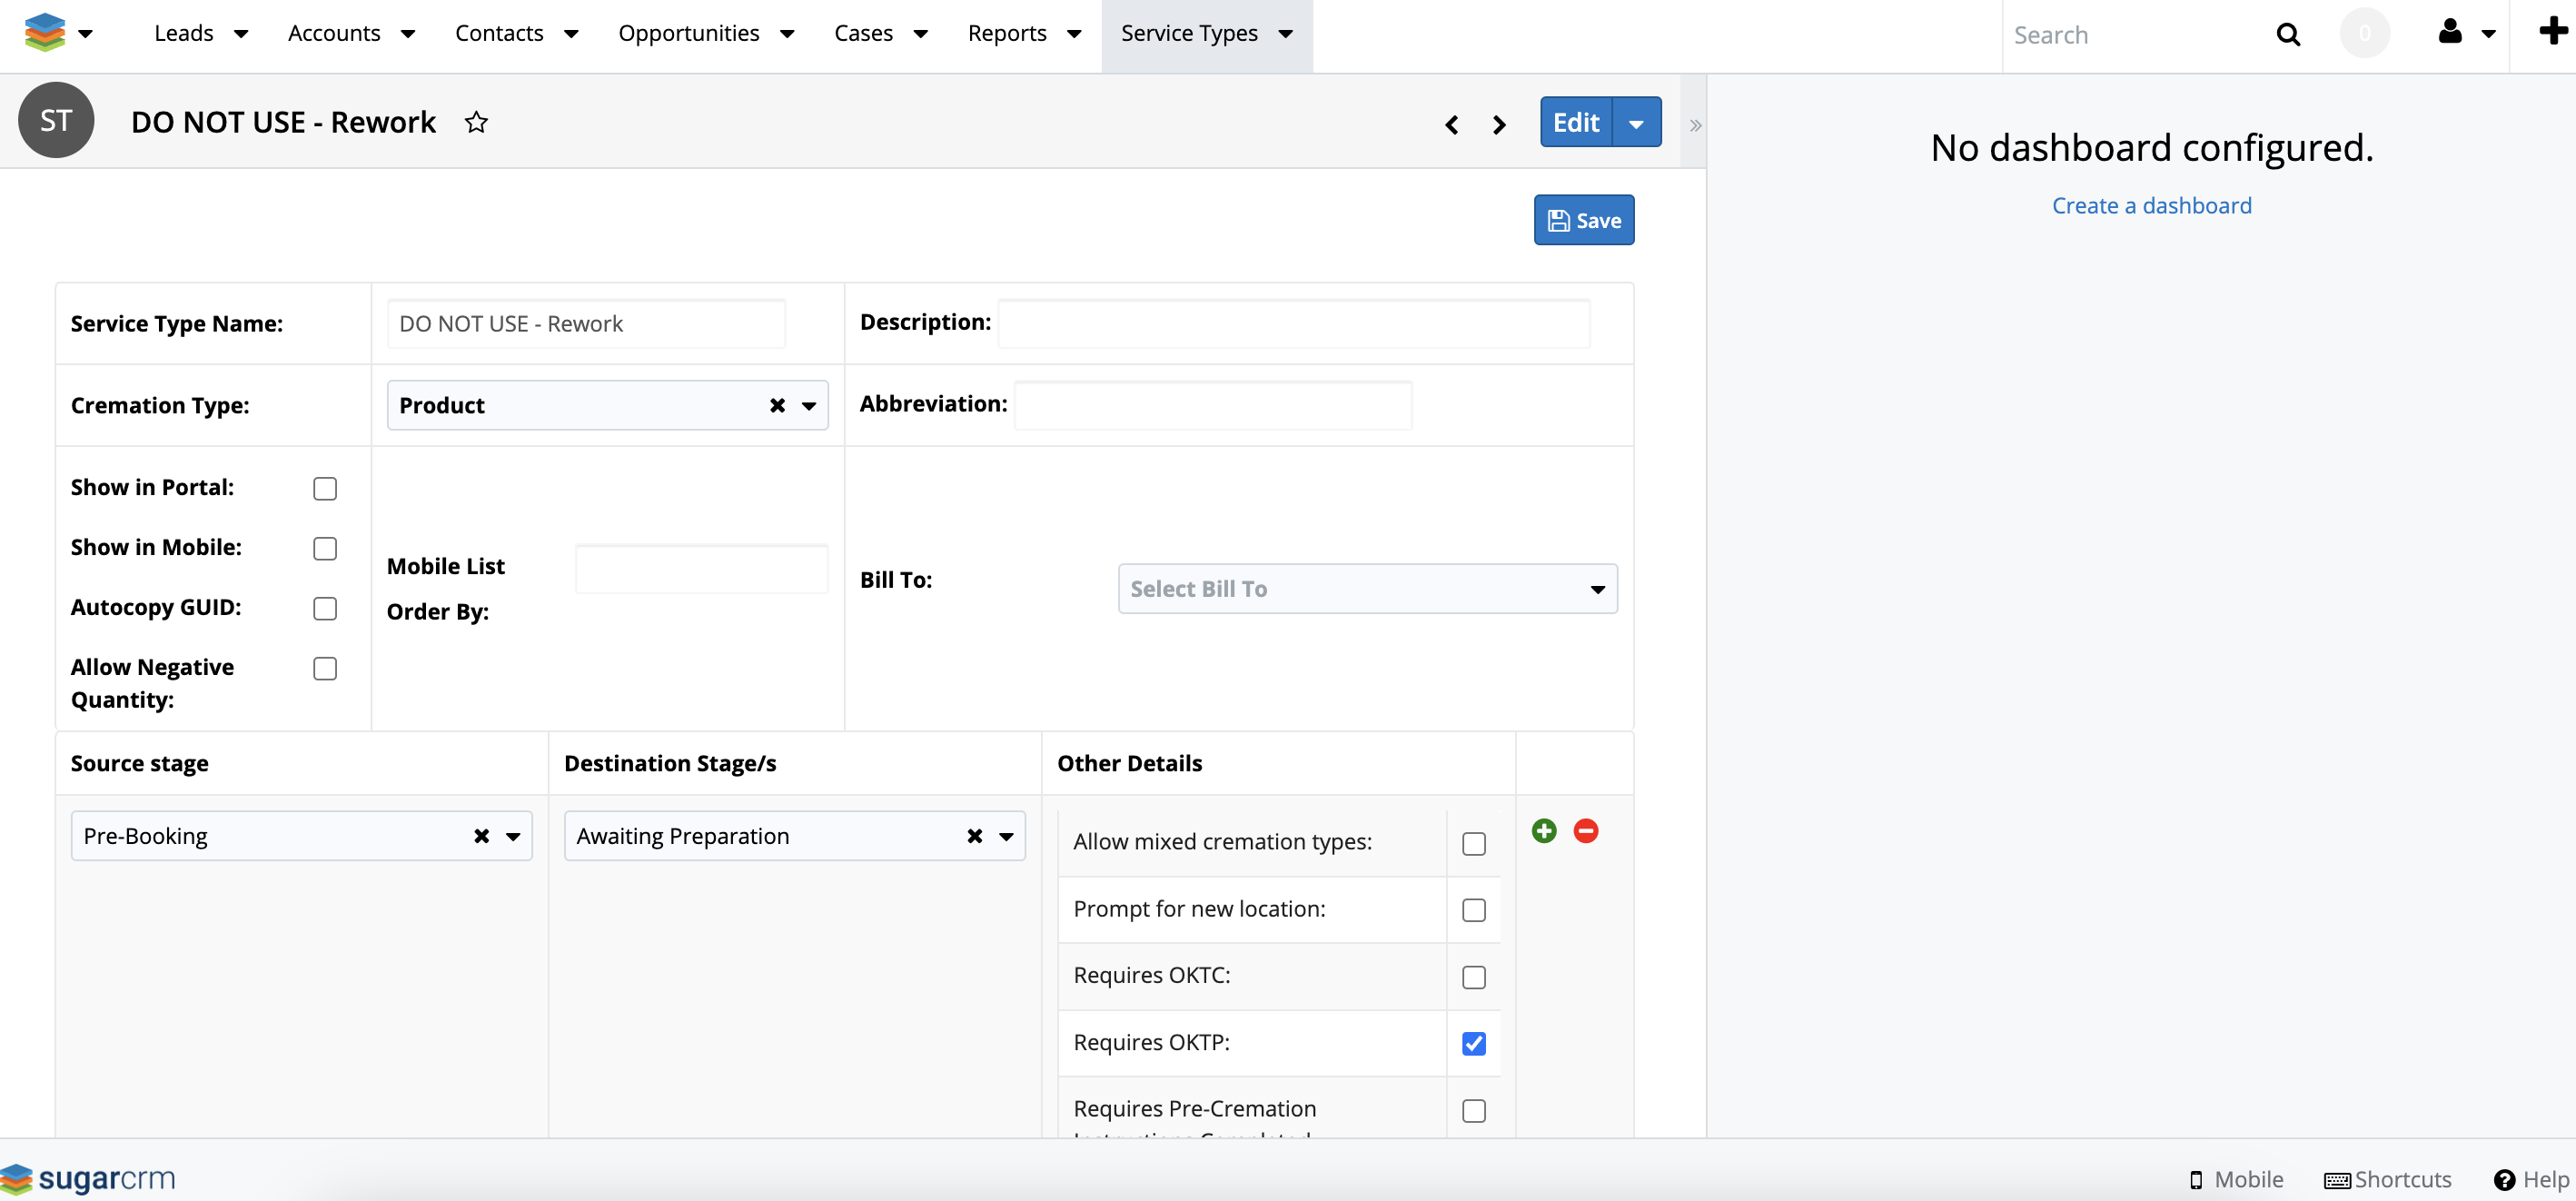 Leads Accounts Contacts Opportunities Cases Reports Service Types Search 0
ST DO NOT USE - Rework Edit
No dashboard configured.
Create a dashboard
Save
Service Type Name: DO NOT USE - Rework Description:
Cremation Type: Product Abbreviation:
Show in Portal:
Show in Mobile:
Autocopy GUID:
Allow Negative
Quantity:
Mobile List
Order By:
Bill To: Select Bill To
Source stage Destination Stage/s Other Details
Pre-Booking Awaiting Preparation
Allow mixed cremation types:
Prompt for new location:
Requires OKTC:
Requires OKTP:
Requires Pre-Cremation
sugarcrm Mobile Shortcuts Help